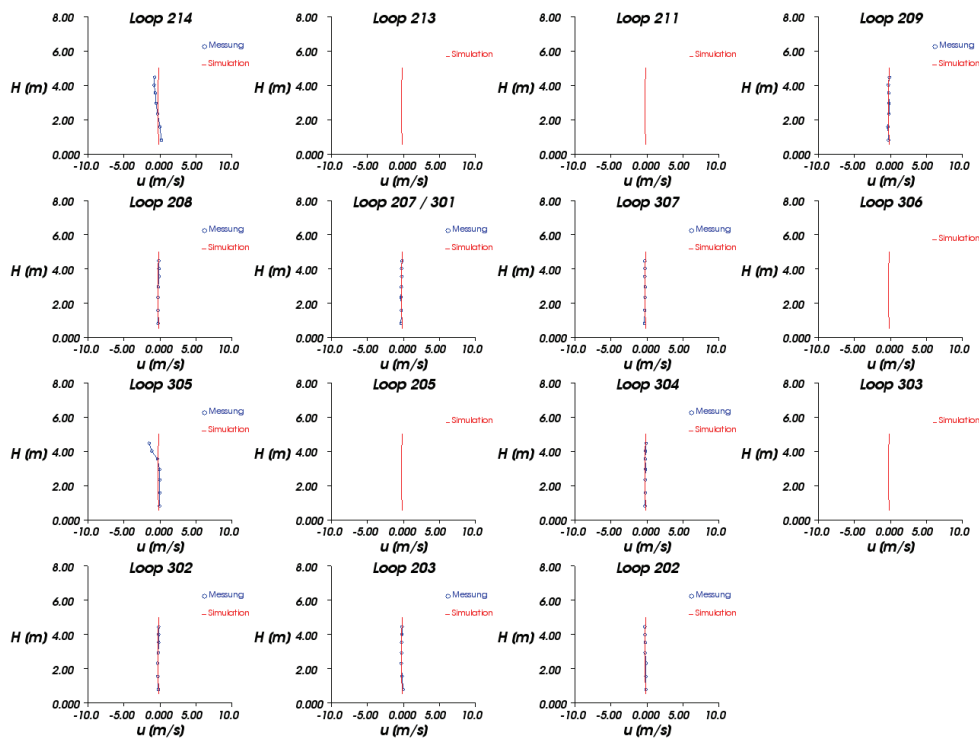 Loop 214
8.00
6.00
4.00
2.00
0.000
H (m)
-10.0 -5.00 0.000 5.00 10.0
u (m/s)
Messung
Simulation
Loop 213
8.00
6.00
4.00
2.00
0.000
H (m)
-10.0 -5.00 0.000 5.00 10.0
u (m/s)
Simulation
Loop 211
8.00
6.00
4.00
2.00
0.000
H (m)
-10.0 -5.00 0.000 5.00 10.0
u (m/s)
Simulation
Loop 209
8.00
6.00
4.00
2.00
0.000
H (m)
-10.0 -5.00 0.000 5.00 10.0
u (m/s)
Messung
Simulation
Loop 208
8.00
6.00
4.00
2.00
0.000
H (m)
-10.0 -5.00 0.000 5.00 10.0
u (m/s)
Messung
Simulation
Loop 207 / 301
8.00
6.00
4.00
2.00
0.000
H (m)
-10.0 -5.00 0.000 5.00 10.0
u (m/s)
Messung
Simulation
Loop 307
8.00
6.00
4.00
2.00
0.000
H (m)
-10.0 -5.00 0.000 5.00 10.0
u (m/s)
Messung
Simulation
Loop 306
8.00
6.00
4.00
2.00
0.000
H (m)
-10.0 -5.00 0.000 5.00 10.0
u (m/s)
Simulation
Loop 305
8.00
6.00
4.00
2.00
0.000
H (m)
-10.0 -5.00 0.000 5.00 10.0
u (m/s)
Messung
Simulation
Loop 205
8.00
6.00
4.00
2.00
0.000
H (m)
-10.0 -5.00 0.000 5.00 10.0
u (m/s)
Simulation
Loop 304
8.00
6.00
4.00
2.00
0.000
H (m)
-10.0 -5.00 0.000 5.00 10.0
u (m/s)
Messung
Simulation
Loop 303
8.00
6.00
4.00
2.00
0.000
H (m)
-10.0 -5.00 0.000 5.00 10.0
u (m/s)
Simulation
Loop 302
8.00
6.00
4.00
2.00
0.000
H (m)
-10.0 -5.00 0.000 5.00 10.0
u (m/s)
Messung
Simulation
Loop 203
8.00
6.00
4.00
2.00
0.000
H (m)
-10.0 -5.00 0.000 5.00 10.0
u (m/s)
Messung
Simulation
Loop 202
8.00
6.00
4.00
2.00
0.000
H (m)
-10.0 -5.00 0.000 5.00 10.0
u (m/s)
Messung
Simulation